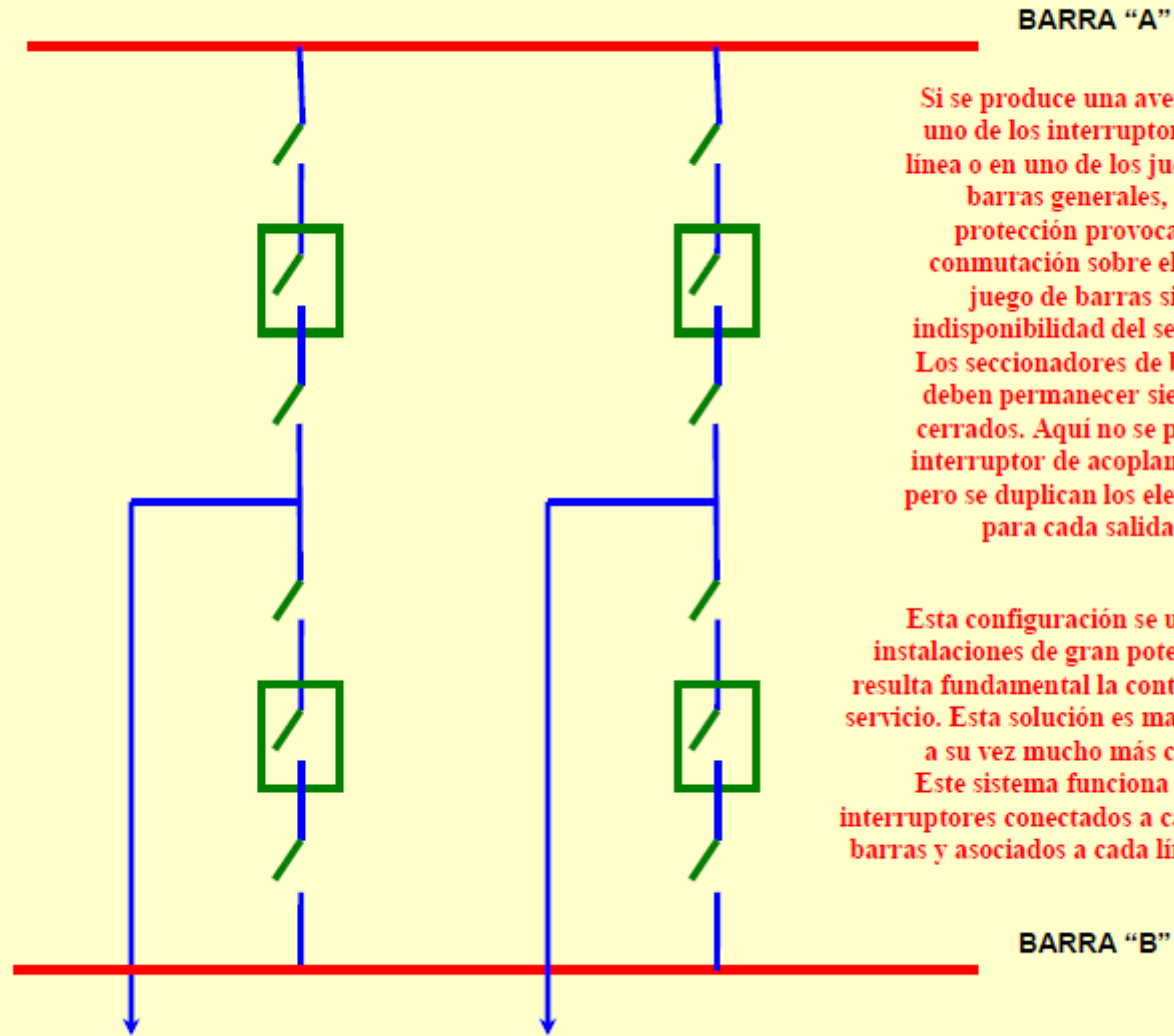 BARRA “A”
Si se produce una ave
uno de los interruptor
línea o en uno de los ju
barras generales,
protección provoca
conmutación sobre el
juego de barras si
indisponibilidad del se
Los seccionadores de
deben permanecer sie
cerrados. Aquí no se p
interruptor de acoplan
pero se duplican los ele
para cada salida
Esta configuración se u
instalaciones de gran pote
resulta fundamental la cont
servicio. Esta solución es ma
a su vez mucho más c
Este sistema funciona
interruptores conectados a ca
barras y asociados a cada lí
BARRA “B”